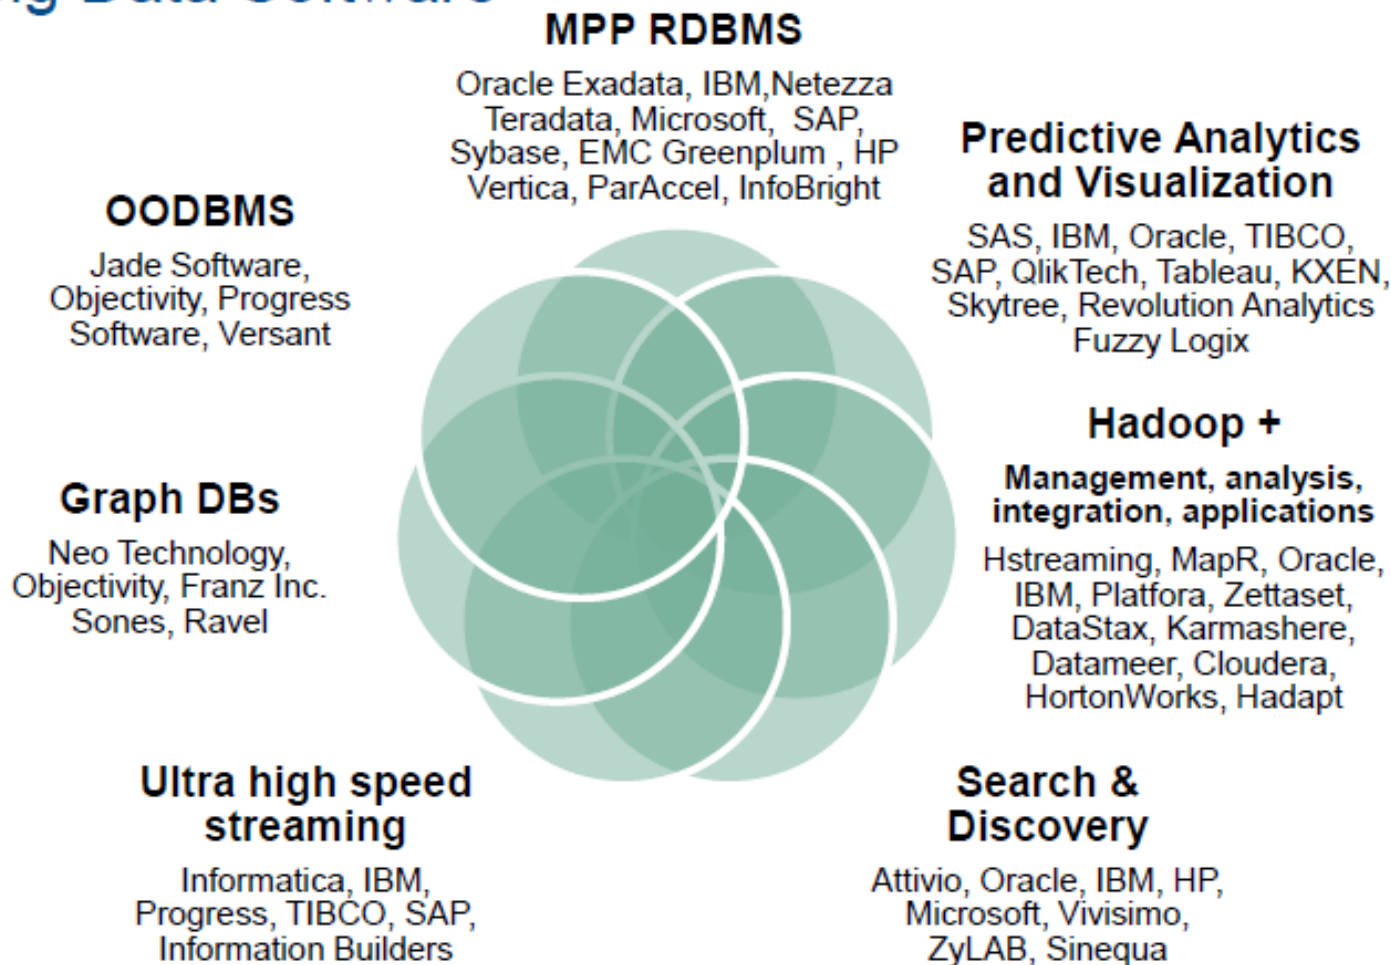 Big Data Software
MPP RDBMS
Oracle Exadata, IBM,Netezza
Teradata, Microsoft, SAP,
Sybase, EMC Greenplum , HP
Vertica, ParAccel, InfoBright
Predictive Analytics
and Visualization
SAS, IBM, Oracle, TIBCO,
SAP, QlikTech, Tableau, KXEN,
Skytree, Revolution Analytics
Fuzzy Logix
OODBMS
Jade Software,
Objectivity, Progress
Software, Versant
Hadoop +
Management, analysis,
integration, applications
Hstreaming, MapR, Oracle,
IBM, Platfora, Zettaset,
DataStax, Karmashere,
Datameer, Cloudera,
HortonWorks, Hadapt
Graph DBs
Neo Technology,
Objectivity, Franz Inc.
Sones, Ravel
Ultra high speed
streaming
Informatica, IBM,
Progress, TIBCO, SAP,
Information Builders
Search &
Discovery
Attivio, Oracle, IBM, HP,
Microsoft, Vivisimo,
ZyLAB, Sinequa